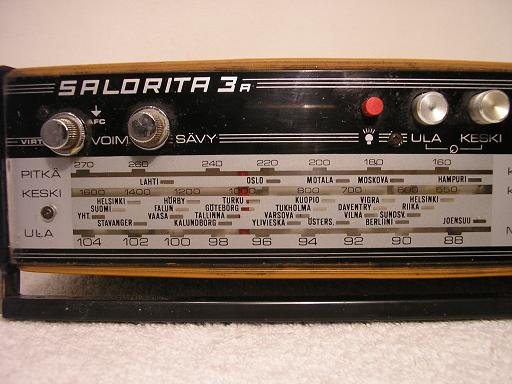 SALORITA 3A
AFC
VIRT VOIM SÄVY ULA KESKI
PITKÄ 270 260 240 220 200 180 160 K
LAHTI OSLO MOTALA MOSKOVA HAMPURI
KESKI 1600 1400 1200 1000 800 700 600 550
HELSINKI HÖRBY TURKU KUOPIO VIGRA HELSINKI
SUOMI FALUN GÖTEBORG TUKHOLMA DAVENTRY RIIKA
YHT. VAASA TALLINNA VARSOVA VILNA SUNDSV.
STAVANGER KALUNDBORG YLIVIESKA ÖSTERS. BERLIINI JOENSUU
ULA
104 102 100 98 96 94 92 90 88